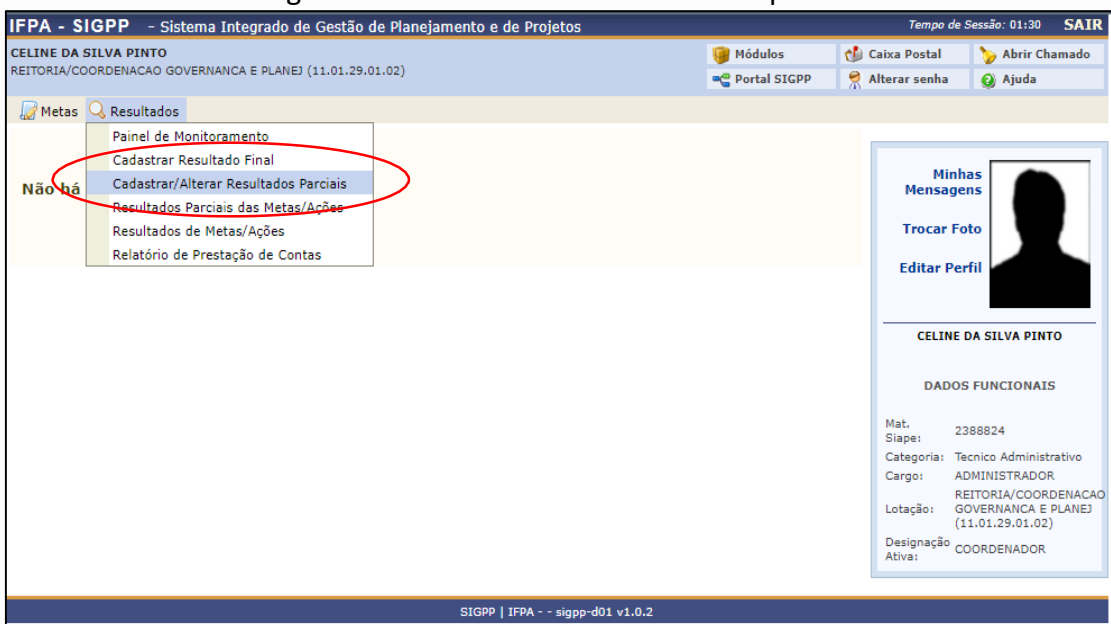 IFPA - SIGPP - Sistema Integrado de Gestão de Planejamento e de Projetos
Tempo de Sessão: 01:30 SAIR
CELINE DA SILVA PINTO
REITORIA/COORDENACAO GOVERNANCA E PLANEJ (11.01.29.01.02)
Módulos Caixa Postal Abrir Chamado
Portal SIGPP Alterar senha Ajuda
Metas Resultados
Painel de Monitoramento
Cadastrar Resultado Final
Não há
Cadastrar/Alterar Resultados Parciais
Resultados Parciais das Metas/Ações
Resultados de Metas/Ações
Relatório de Prestação de Contas
Minhas
Mensagens
Trocar Foto
Editar Perfil
CELINE DA SILVA PINTO
DADOS FUNCIONAIS
Mat.
Siape: 2388824
Categoria: Tecnico Administrativo
Cargo: ADMINISTRADOR
Lotação: REITORIA/COORDENACAO
GOVERNANCA E PLANEJ
(11.01.29.01.02)
Designação
Ativa: COORDENADOR
SIGPP | IFPA - - sigpp-d01 v1.0.2